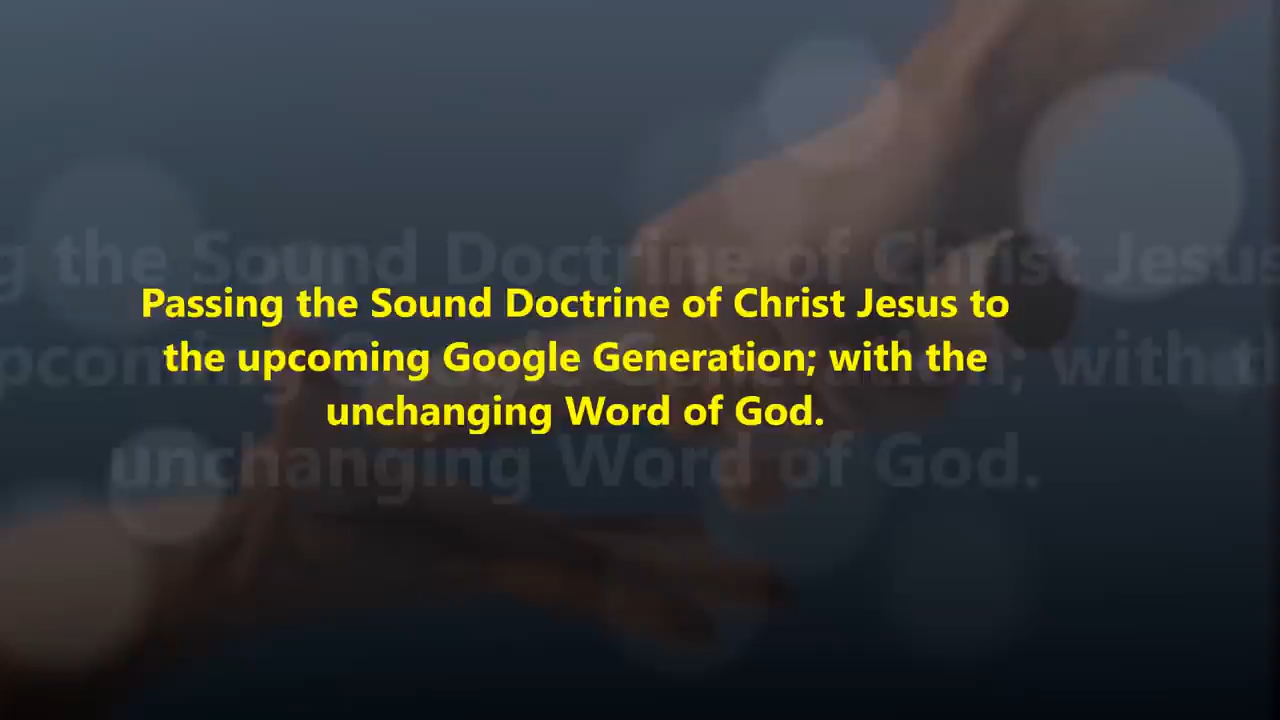 Passing the Sound Doctrine of Christ Jesus to
the upcoming Google Generation; with the
unchanging Word of God.